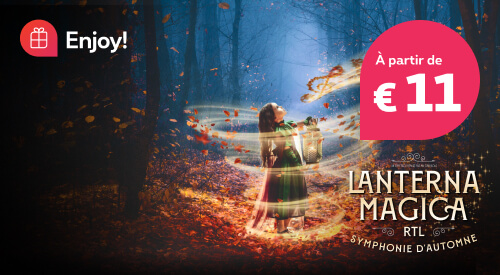 Enjoy!
À partir de
€ 11
LANTERNA
MAGICA
RTL
SYMPHONIE D'AUTOMNE